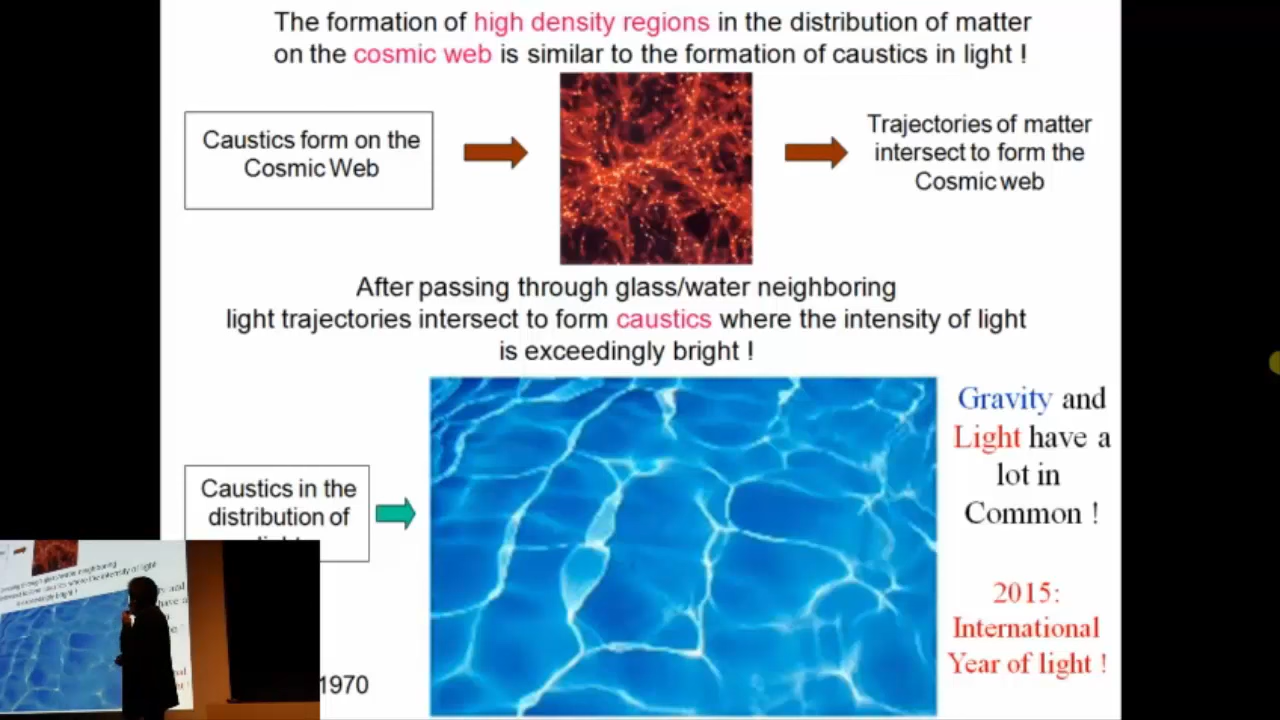 The formation of high density regions in the distribution of matter
on the cosmic web is similar to the formation of caustics in light !
Caustics form on the
Cosmic Web
Trajectories of matter
intersect to form the
Cosmic web
After passing through glass/water neighboring
light trajectories intersect to form caustics where the intensity of light
is exceedingly bright !
Gravity and
Light have a
lot in
Common !
Caustics in the
distribution of
2015:
International
Year of light !
1970